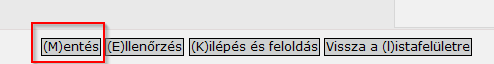 (M)entés (E)llenőrzés (K)ilépés és feloldás Vissza a (l)istafelületre